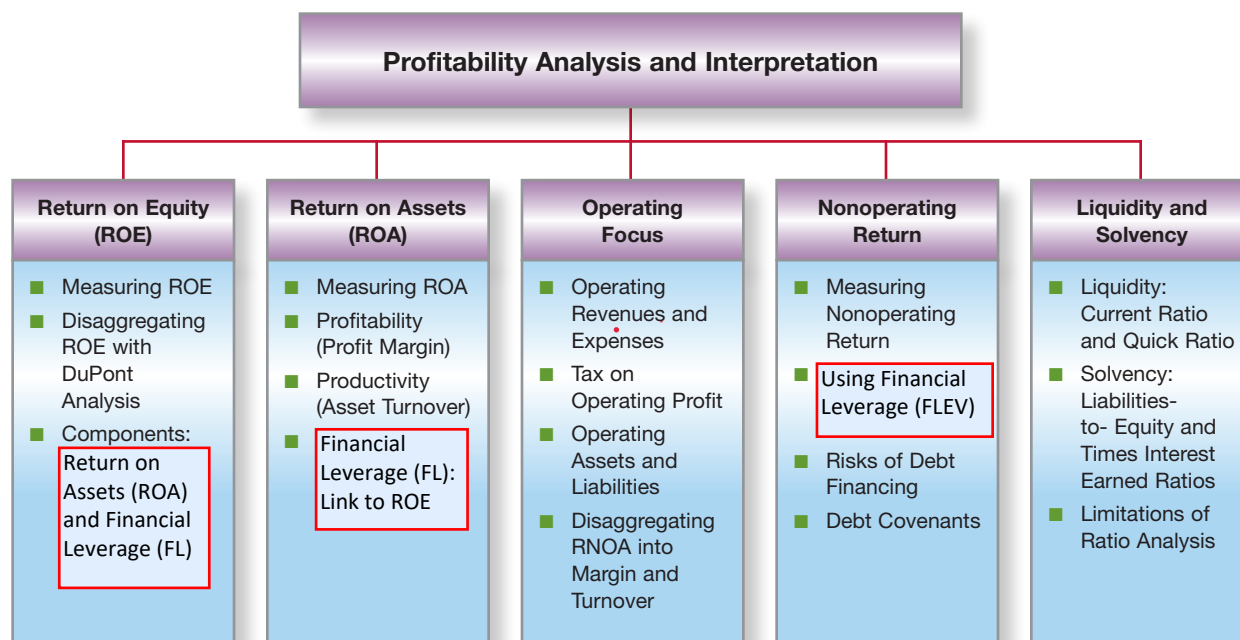 Profitability Analysis and Interpretation
Return on Equity
(ROE)
Measuring ROE
Disaggregating
ROE with
DuPont
Analysis
Components:
Return on
Assets (ROA)
and Financial
Leverage (FL)
Return on Assets
(ROA)
Measuring ROA
Profitability
(Profit Margin)
Productivity
(Asset Turnover)
Financial
Leverage (FL):
Link to ROE
Operating
Focus
Operating
Revenues and
Expenses
Tax on
Operating Profit
Operating
Assets and
Liabilities
Disaggregating
RNOA into
Margin and
Turnover
Nonoperating
Return
Measuring
Nonoperating
Return
Using Financial
Leverage (FLEV)
Risks of Debt
Financing
Debt Covenants
Liquidity and
Solvency
Liquidity:
Current Ratio
and Quick Ratio
Solvency:
Liabilities-
to- Equity and
Times Interest
Earned Ratios
Limitations of
Ratio Analysis